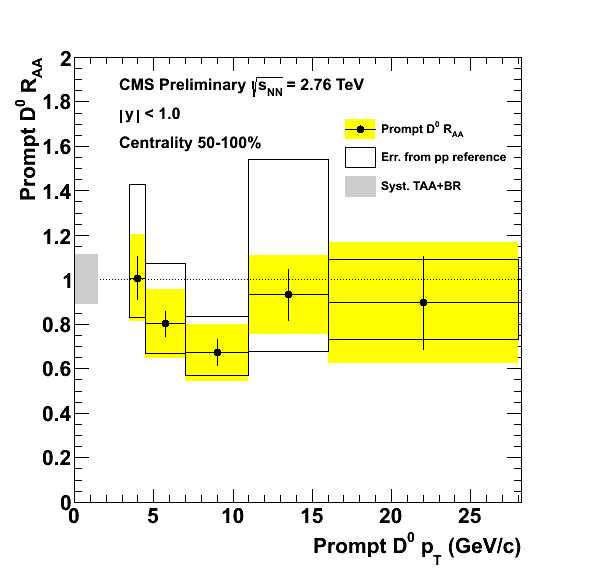 Prompt D⁰ R_AA
2
1.8
1.6
1.4
1.2
1
0.8
0.6
0.4
0.2
0
CMS Preliminary √s_NN = 2.76 TeV
|y| < 1.0
Centrality 50-100%
Prompt D⁰ R_AA
Err. from pp reference
Syst. TAA+BR
0 5 10 15 20 25
Prompt D⁰ p_T (GeV/c)